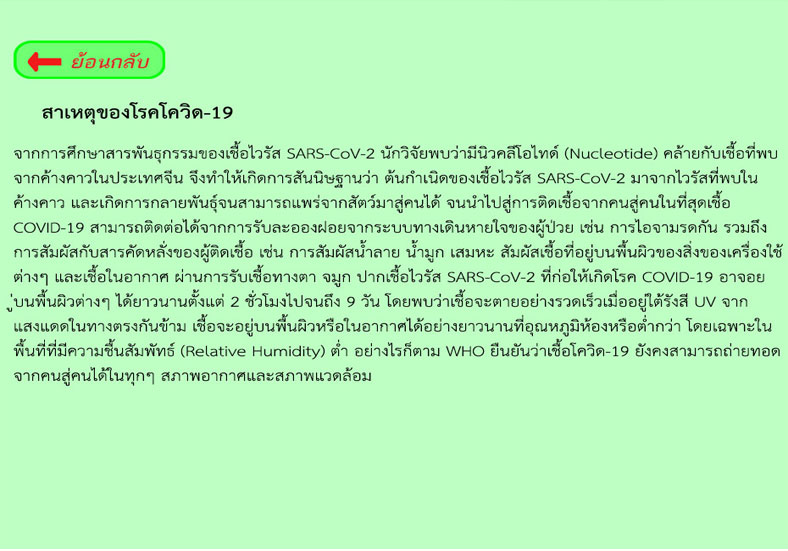 ย้อนกลับ
สาเหตุของโรคโควิด-19
จากการศึกษาสารพันธุกรรมของเชื้อไวรัส SARS-CoV-2 นักวิจัยพบว่ามีนิวคลีโอไทด์ (Nucleotide) คล้ายกับเชื้อที่พบ
จากค้างคาวในประเทศจีน จึงทำให้เกิดการสันนิษฐานว่า ต้นกำเนิดของเชื้อไวรัส SARS-CoV-2 มาจากไวรัสที่พบใน
ค้างคาว และเกิดการกลายพันธุ์จนสามารถแพร่จากสัตว์มาสู่คนได้ จนนำไปสู่การติดเชื้อจากคนสู่คนในที่สุดเชื้อ
COVID-19 สามารถติดต่อได้จากการรับละอองฝอยจากระบบทางเดินหายใจของผู้ป่วย เช่น การไอจามรดกัน รวมถึง
การสัมผัสกับสารคัดหลั่งของผู้ติดเชื้อ เช่น การสัมผัสน้ำลาย น้ำมูก เสมหะ สัมผัสเชื้อที่อยู่บนพื้นผิวของสิ่งของเครื่องใช้
ต่างๆ และเชื้อในอากาศ ผ่านการรับเชื้อทางตา จมูก ปากเชื้อไวรัส SARS-CoV-2 ที่ก่อให้เกิดโรค COVID-19 อาจอย
ู่บนพื้นผิวต่างๆ ได้ยาวนานตั้งแต่ 2 ชั่วโมงไปจนถึง 9 วัน โดยพบว่าเชื้อจะตายอย่างรวดเร็วเมื่ออยู่ใต้รังสี UV จาก
แสงแดดในทางตรงกันข้าม เชื้อจะอยู่บนพื้นผิวหรือในอากาศได้อย่างยาวนานที่อุณหภูมิห้องหรือต่ำกว่า โดยเฉพาะใน
พื้นที่ที่มีความชื้นสัมพัทธ์ (Relative Humidity) ต่ำ อย่างไรก็ตาม WHO ยืนยันว่าเชื้อโควิด-19 ยังคงสามารถถ่ายทอด
จากคนสู่คนได้ในทุกๆ สภาพอากาศและสภาพแวดล้อม